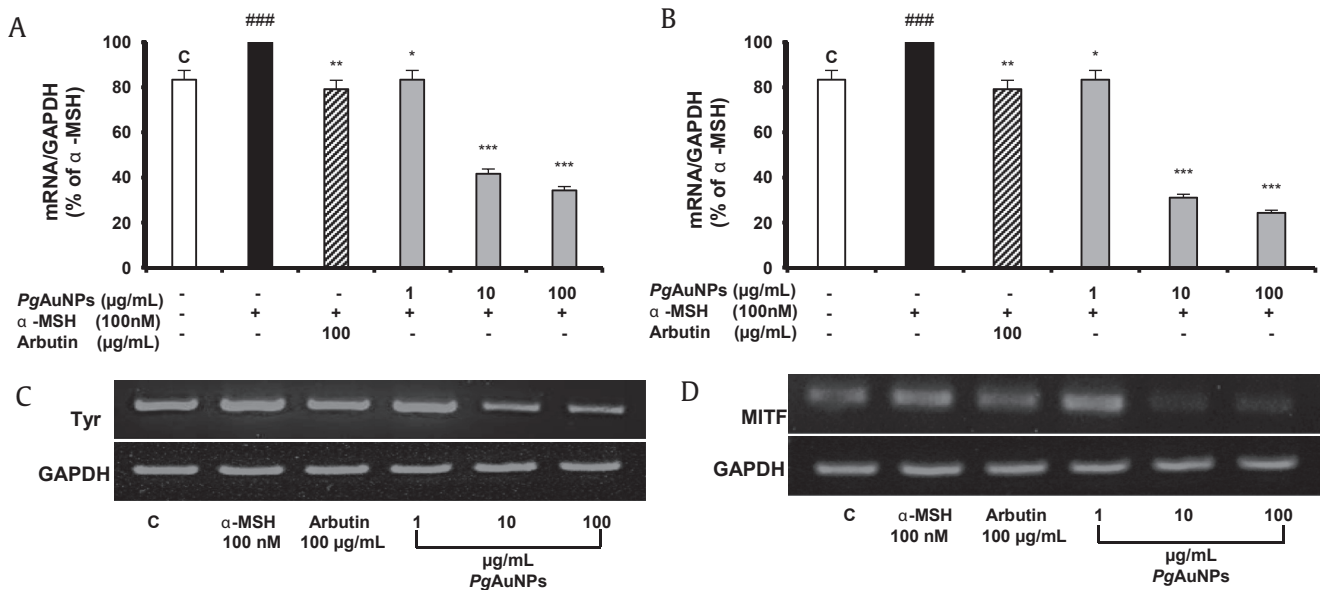 A
###
100
80
60
40
20
0
mRNA/GAPDH
(% of α -MSH)
C
**
*
***
***
PgAuNPs (µg/mL) - - - 1 10 100
α -MSH (100nM) - + + + + +
Arbutin (µg/mL) - - 100 - - -
B
###
100
80
60
40
20
0
mRNA/GAPDH
(% of α -MSH)
C
**
*
***
***
PgAuNPs (µg/mL) - - - 1 10 100
α -MSH (100nM) - + + + + +
Arbutin (µg/mL) - - 100 - - -
C
Tyr
GAPDH
C α-MSH Arbutin 1 10 100
100 nM 100 µg/mL
µg/mL
PgAuNPs
D
MITF
GAPDH
C α-MSH Arbutin 1 10 100
100 nM 100 µg/mL
µg/mL
PgAuNPs